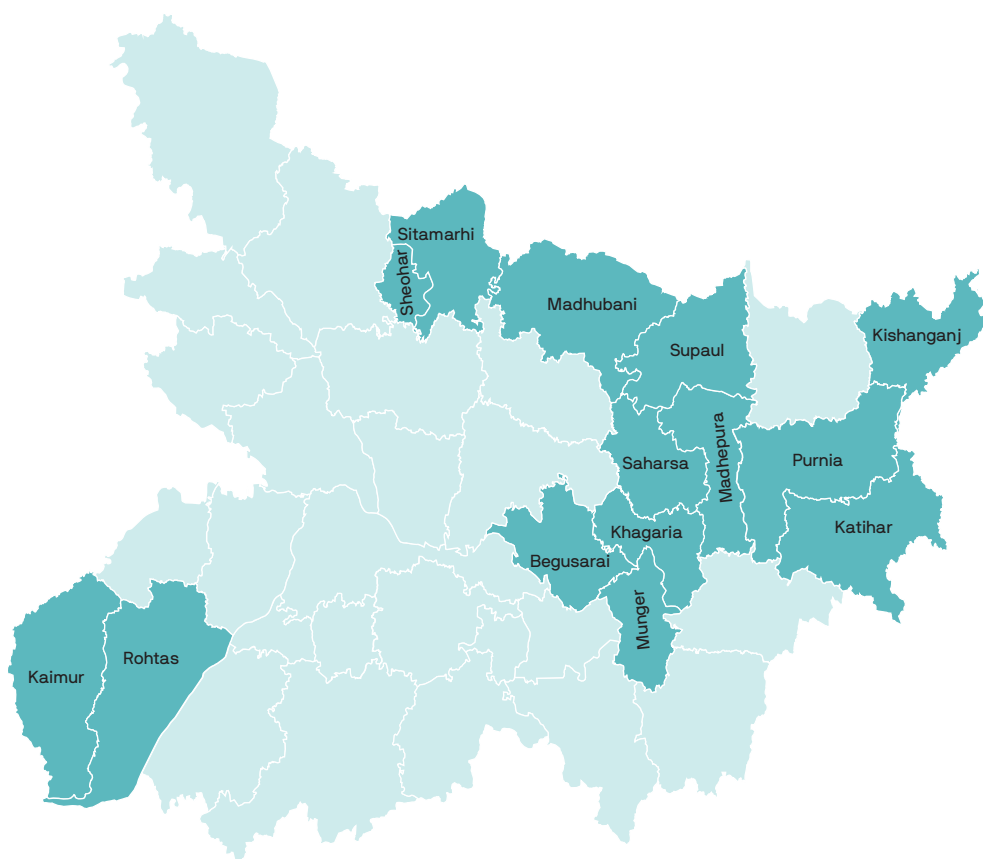 Sitamarhi
Sheohar
Madhubani
Supaul
Kishanganj
Saharsa
Madhepura
Purnia
Khagaria
Katihar
Begusarai
Munger
Rohtas
Kaimur